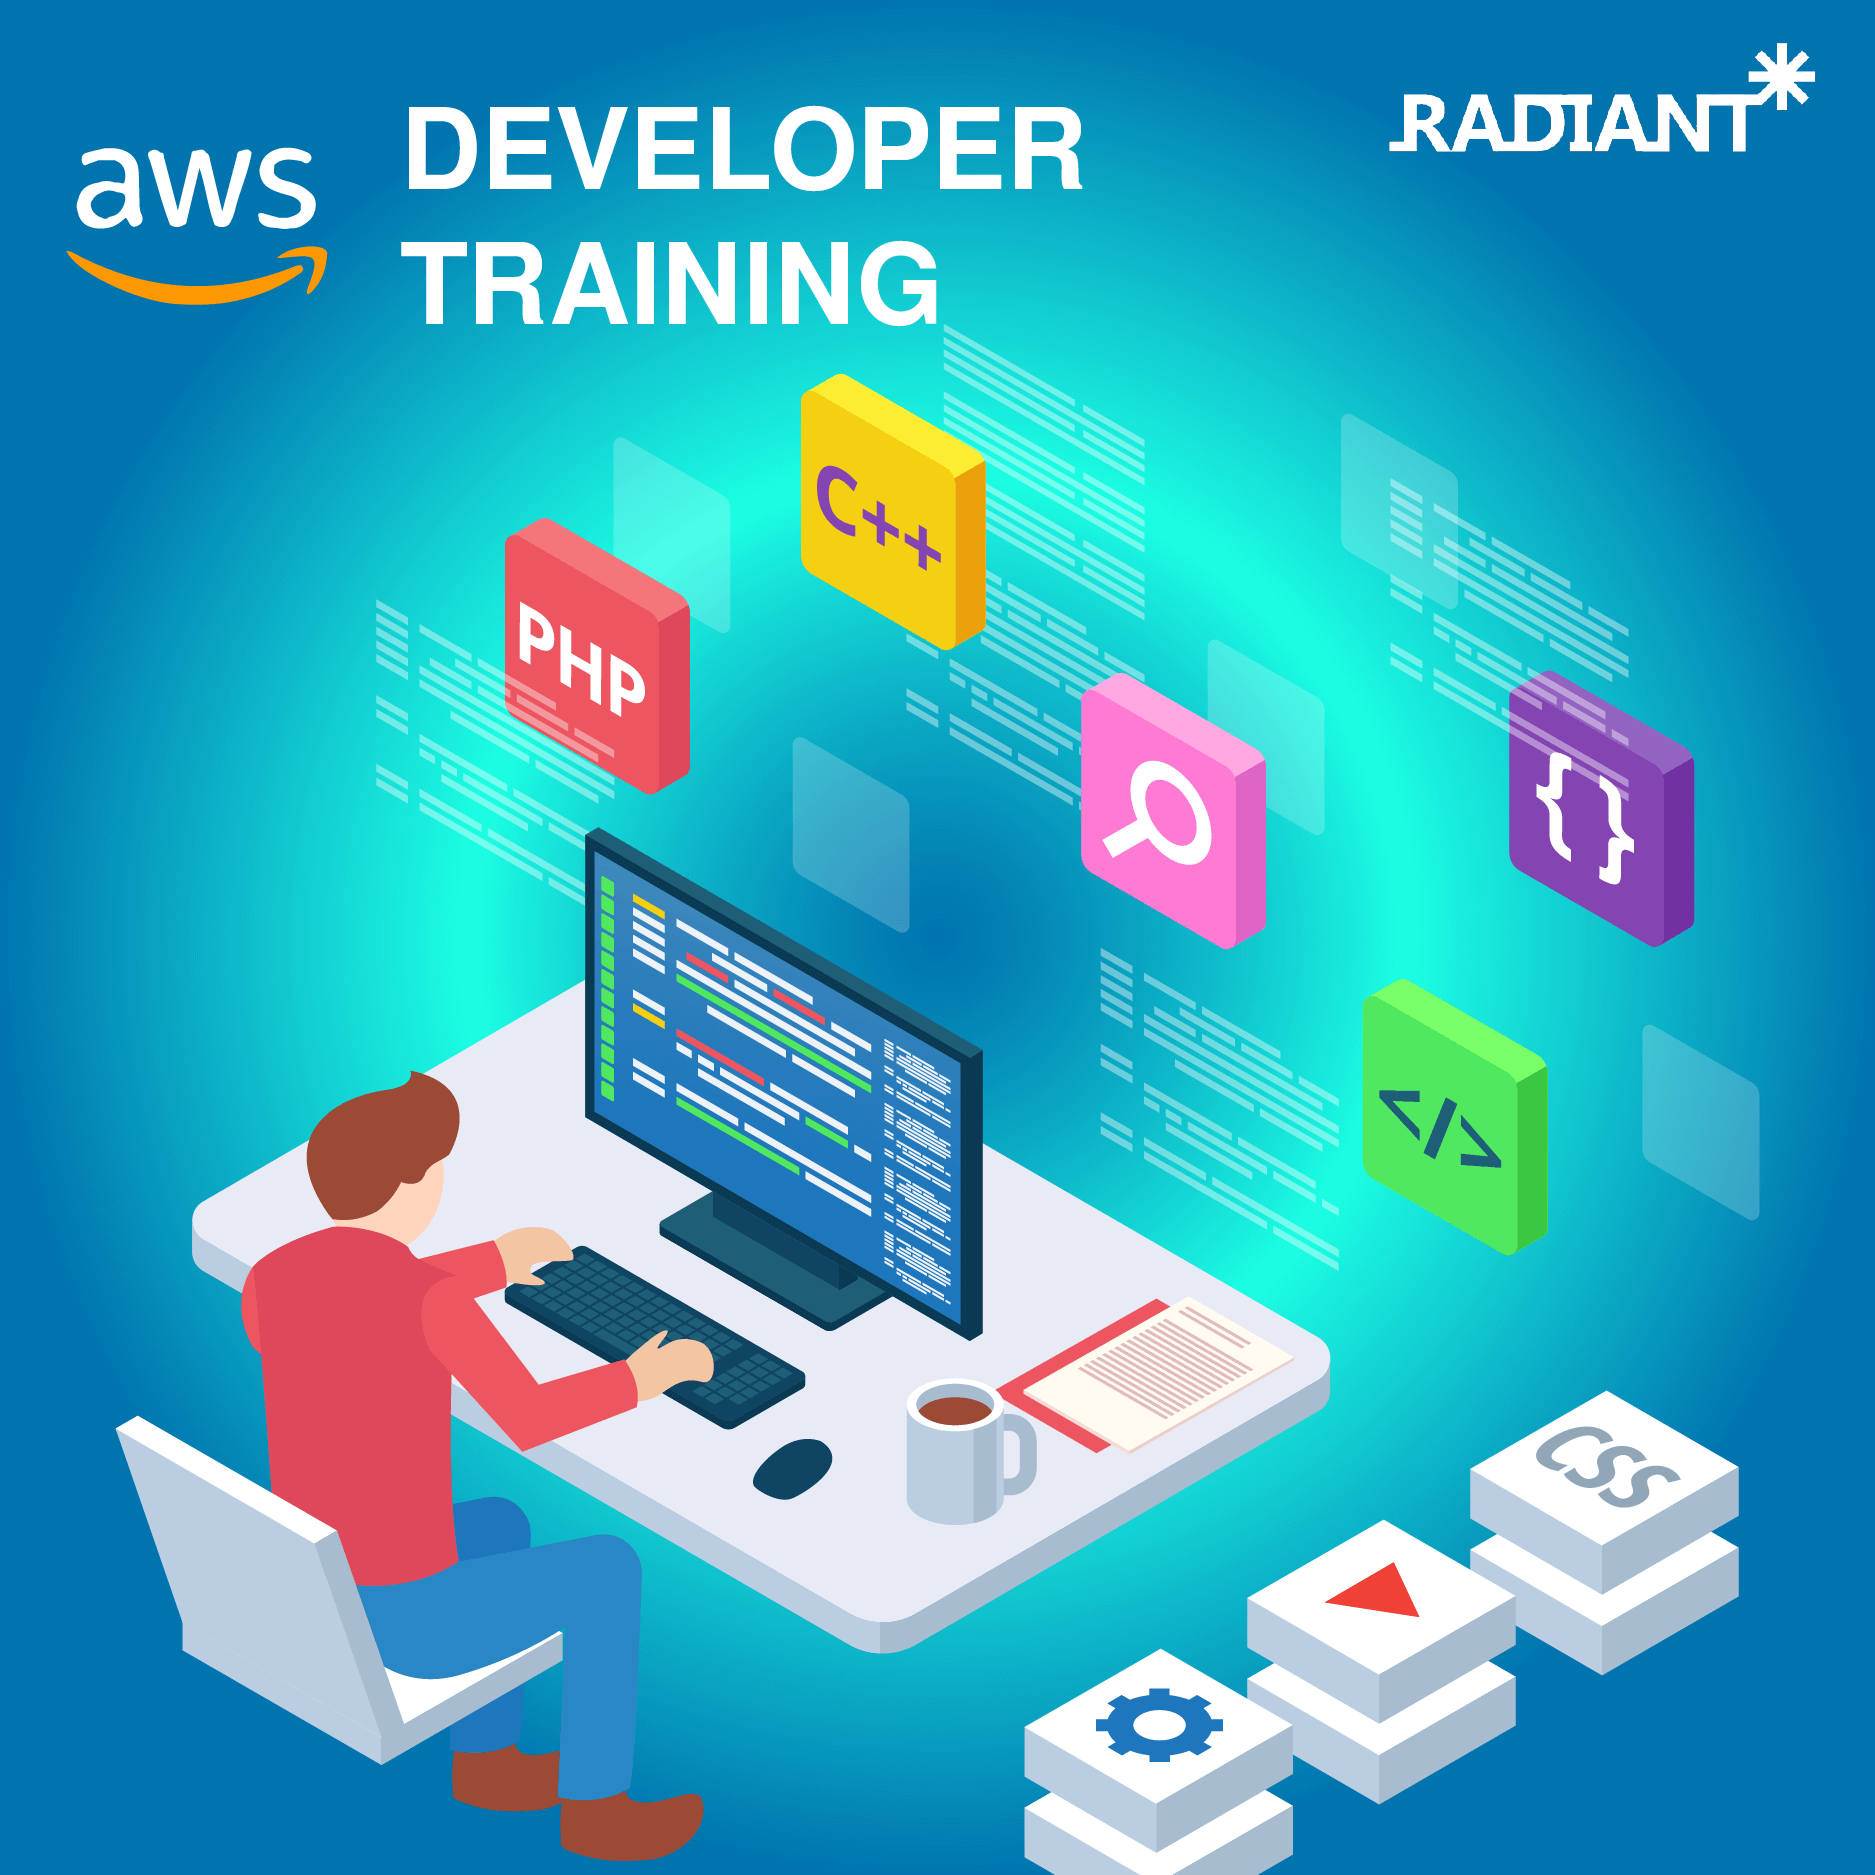 aws
DEVELOPER
TRAINING
RADIANT
C++
PHP
{}
</>
CSS